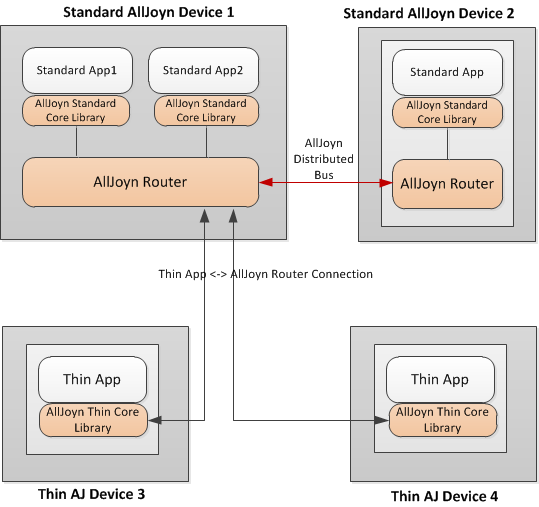 Standard AllJoyn Device 1
Standard AllJoyn Device 2
Standard App1
AllJoyn Standard
Core Library
Standard App2
AllJoyn Standard
Core Library
AllJoyn Router
AllJoyn
Distributed
Bus
Standard App
AllJoyn Standard
Core Library
AllJoyn Router
Thin App <-> AllJoyn Router Connection
Thin App
AllJoyn Thin Core
Library
Thin AJ Device 3
Thin App
AllJoyn Thin Core
Library
Thin AJ Device 4